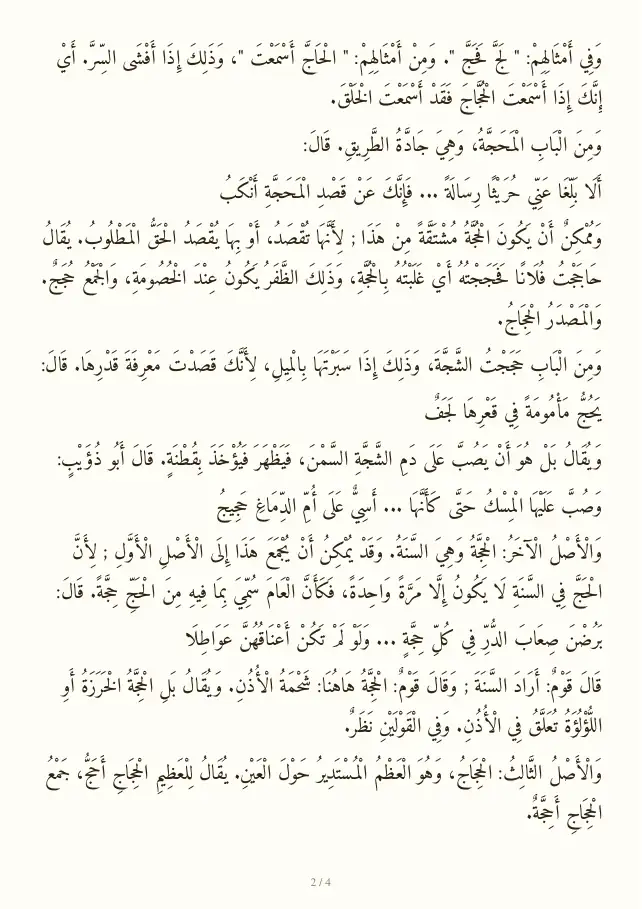 وَفِي أَمْثَالِهِمْ: " لَجَّ فَحَجَّ ". وَمِنْ أَمْثَالِهِمْ: " الْحَاجَّ أَسْمَعْتَ "، وَذَلِكَ إِذَا أَفْشَى السِّرَّ. أَيْ
إِنَّكَ إِذَا أَسْمَعْتَ الْحُجَّاجَ فَقَدْ أَسْمَعْتَ الْخَلْقَ.
وَمِنَ الْبَابِ الْمَحَجَّةُ، وَهِيَ جَادَّةُ الطَّرِيقِ. قَالَ:
أَلَا بَلِّغَا عَنِّي حُرَيْثًا رِسَالَةً ... فَإِنَّكَ عَنْ قَصْدِ الْمَحَجَّةِ أَنْكَبُ
وَمُمْكِنٌ أَنْ يَكُونَ الْحُجَّةُ مُشْتَقَّةً مِنْ هَذَا ; لِأَنَّهَا تُقْصَدُ، أَوْ بِهَا يُقْصَدُ الْحَقُّ الْمَطْلُوبُ. يُقَالُ
حَاجَجْتُ فُلَانًا فَحَجَجْتُهُ أَيْ غَلَبْتُهُ بِالْحُجَّةِ، وَذَلِكَ الظَّفَرُ يَكُونُ عِنْدَ الْخُصُومَةِ، وَالْجَمْعُ حُجَجٌ.
وَالْمَصْدَرُ الْحِجَاجُ.
وَمِنَ الْبَابِ حَجَجْتُ الشَّجَّةَ، وَذَلِكَ إِذَا سَبَرْتَهَا بِالْمِيلِ، لِأَنَّكَ قَصَدْتَ مَعْرِفَةَ قَدْرِهَا. قَالَ:
يَحُجُّ مَأْمُومَةً فِي قَعْرِهَا لَجَفٌ
وَيُقَالُ بَلْ هُوَ أَنْ يَصُبَّ عَلَى دَمِ الشَّجَّةِ السَّمْنَ، فَيَظْهَرَ فَيُؤْخَذَ بِقُطْنَةٍ. قَالَ أَبُو ذُؤَيْبٍ:
وَصُبَّ عَلَيْهَا الْمِسْكُ حَتَّى كَأَنَّهَا ... أَسِيٌّ عَلَى أُمِّ الدِّمَاغِ حَجِيجُ
وَالْأَصْلُ الْآخَرُ: الْحِجَّةُ وَهِيَ السَّنَةُ. وَقَدْ يُمْكِنُ أَنْ يُجْمَعَ هَذَا إِلَى الْأَصْلِ الْأَوَّلِ ; لِأَنَّ
الْحَجَّ فِي السَّنَةِ لَا يَكُونُ إِلَّا مَرَّةً وَاحِدَةً، فَكَأَنَّ الْعَامَ سُمِّيَ بِمَا فِيهِ مِنَ الْحَجِّ حِجَّةً. قَالَ:
يَرُضْنَ صِعَابَ الدُّرِّ فِي كُلِّ حِجَّةٍ ... وَلَوْ لَمْ تَكُنْ أَعْنَاقُهُنَّ عَوَاطِلَا
قَالَ قَوْمٌ: أَرَادَ السَّنَةَ ; وَقَالَ قَوْمٌ: الْحِجَّةُ هَاهُنَا: شَحْمَةُ الْأُذُنِ. وَيُقَالُ بَلِ الْحِجَّةُ الْخَرَزَةُ أَوِ
اللُّؤْلُؤَةُ تُعَلَّقُ فِي الْأُذُنِ. وَفِي الْقَوْلَيْنِ نَظَرٌ.
وَالْأَصْلُ الثَّالِثُ: الْحِجَاجُ، وَهُوَ الْعَظْمُ الْمُسْتَدِيرُ حَوْلَ الْعَيْنِ. يُقَالُ لِلْعَظِيمِ الْحِجَاجِ أَحَجُّ، جَمْعُ
الْحِجَاجِ أَحِجَّةٌ.
2 / 4